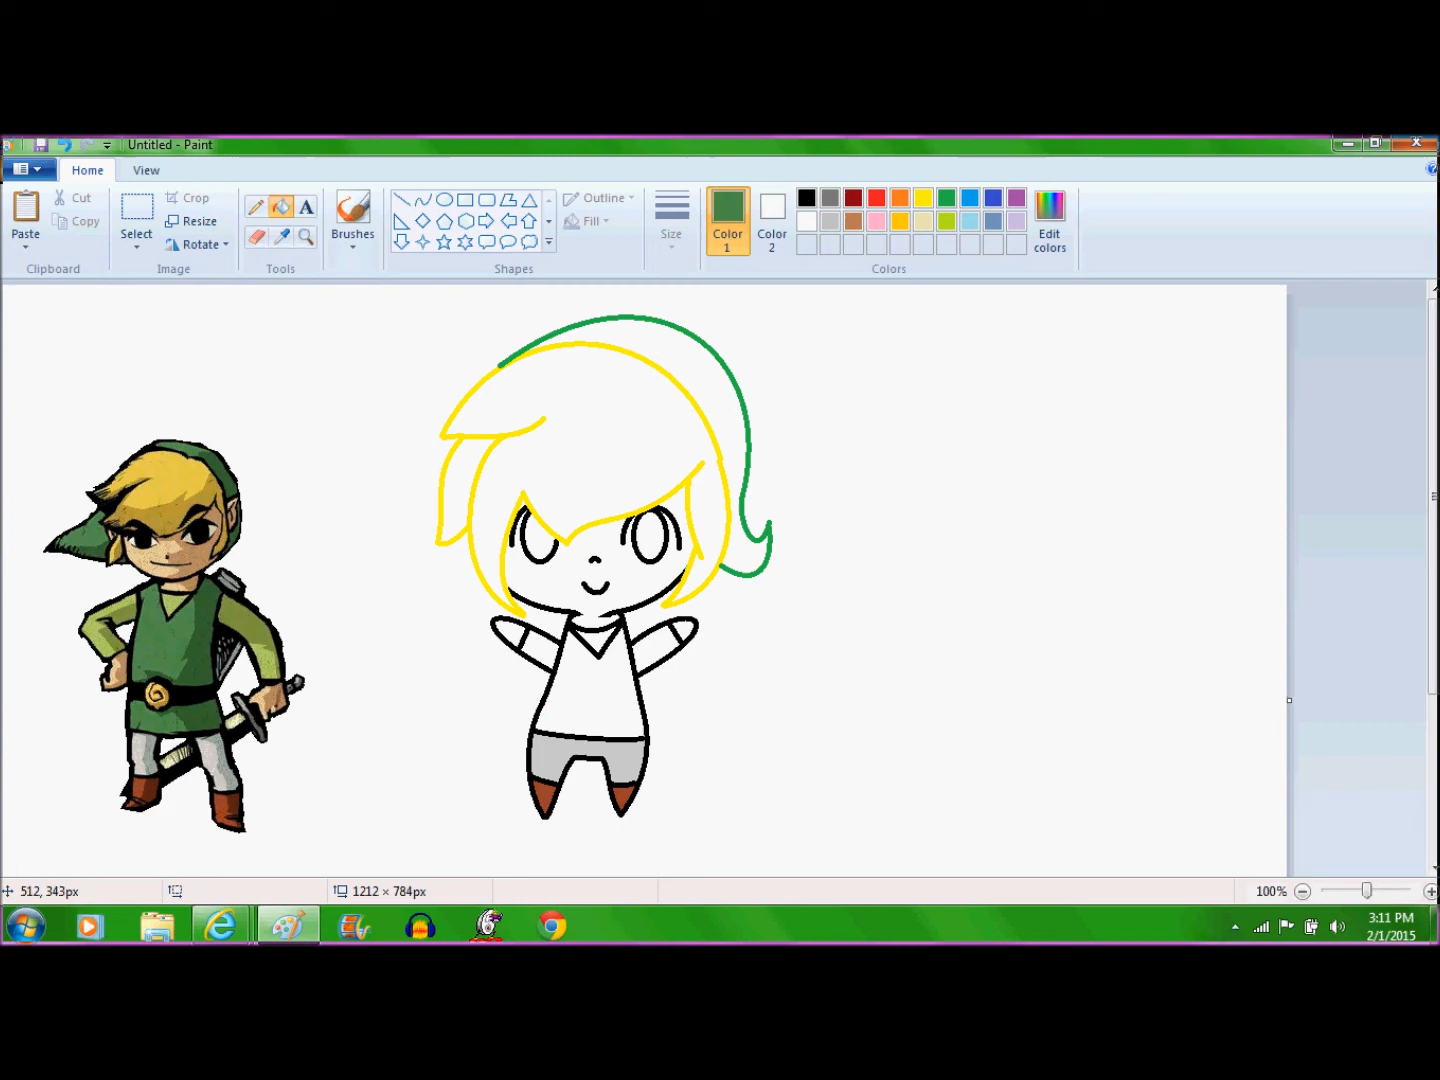 Untitled - Paint
Home View
Cut
Copy
Paste
Clipboard
Select
Crop
Resize
Rotate
Image
A
Tools
Brushes
Shapes
Outline
Fill
Size
Color 1
Color 2
Edit colors
Colors
512, 343px
1212 × 784px
100%
3:11 PM
2/1/2015